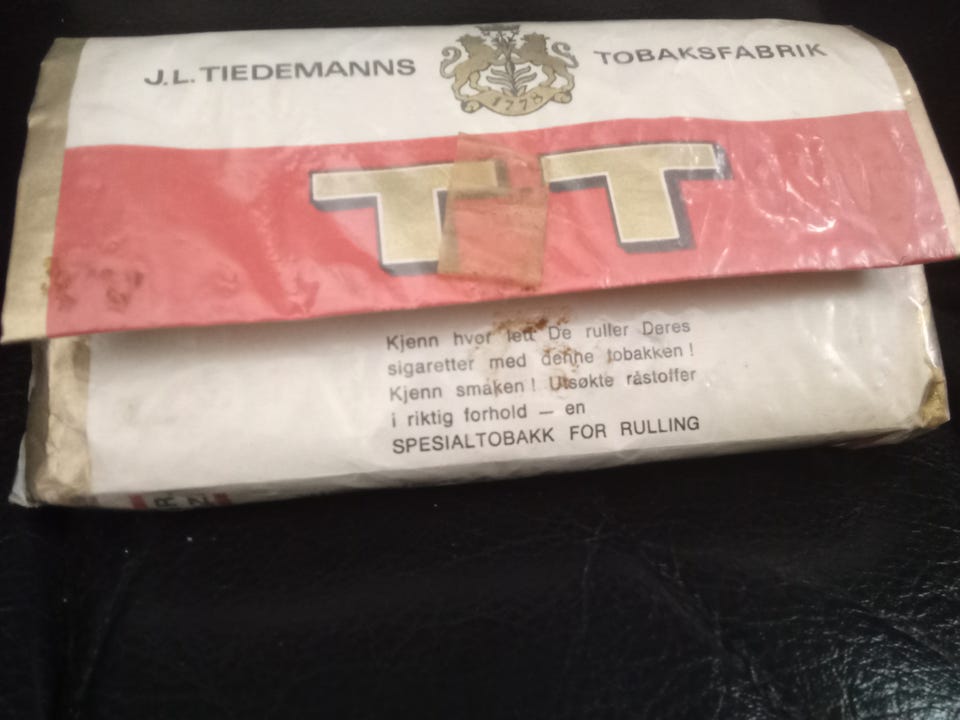 J.L. TIEDEMANNS TOBAKSFABRIK
1778
TT
Kjenn hvor lett De ruller Deres
sigaretter med denne tobakken!
Kjenn smaken! Utsøkte råstoffer
i riktig forhold — en
SPESIALTOBAKK FOR RULLING